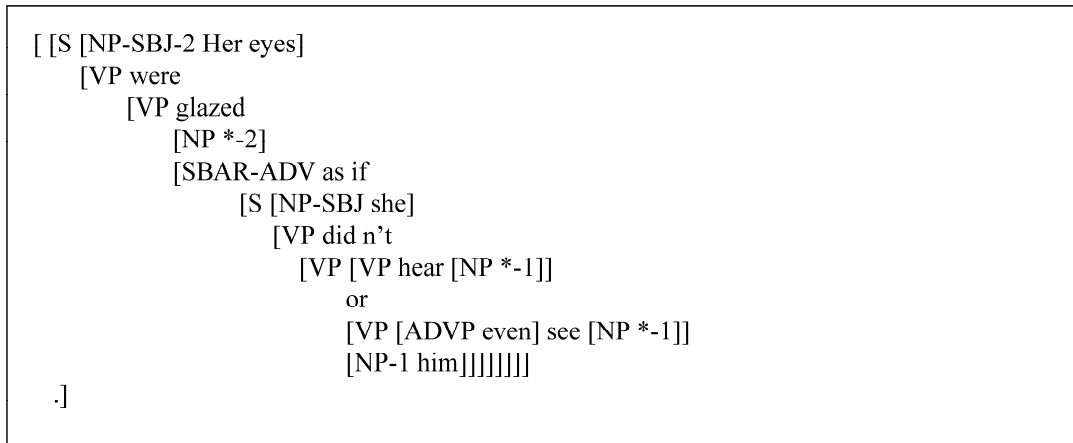 [ [S [NP-SBJ-2 Her eyes]
[VP were
[VP glazed
[NP *-2]
[SBAR-ADV as if
[S [NP-SBJ she]
[VP did n’t
[VP [VP hear [NP *-1]]
or
[VP [ADVP even] see [NP *-1]]
[NP-1 him]]]]]]]]
.]